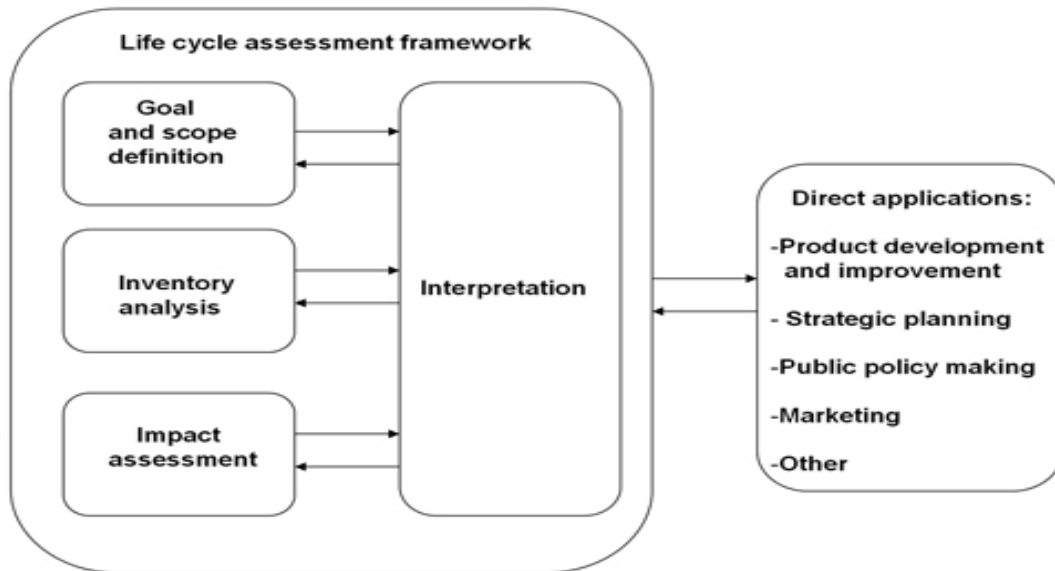 Life cycle assessment framework
Goal
and scope
definition
Inventory
analysis
Impact
assessment
Interpretation
Direct applications:
-Product development
and improvement
- Strategic planning
-Public policy making
-Marketing
-Other